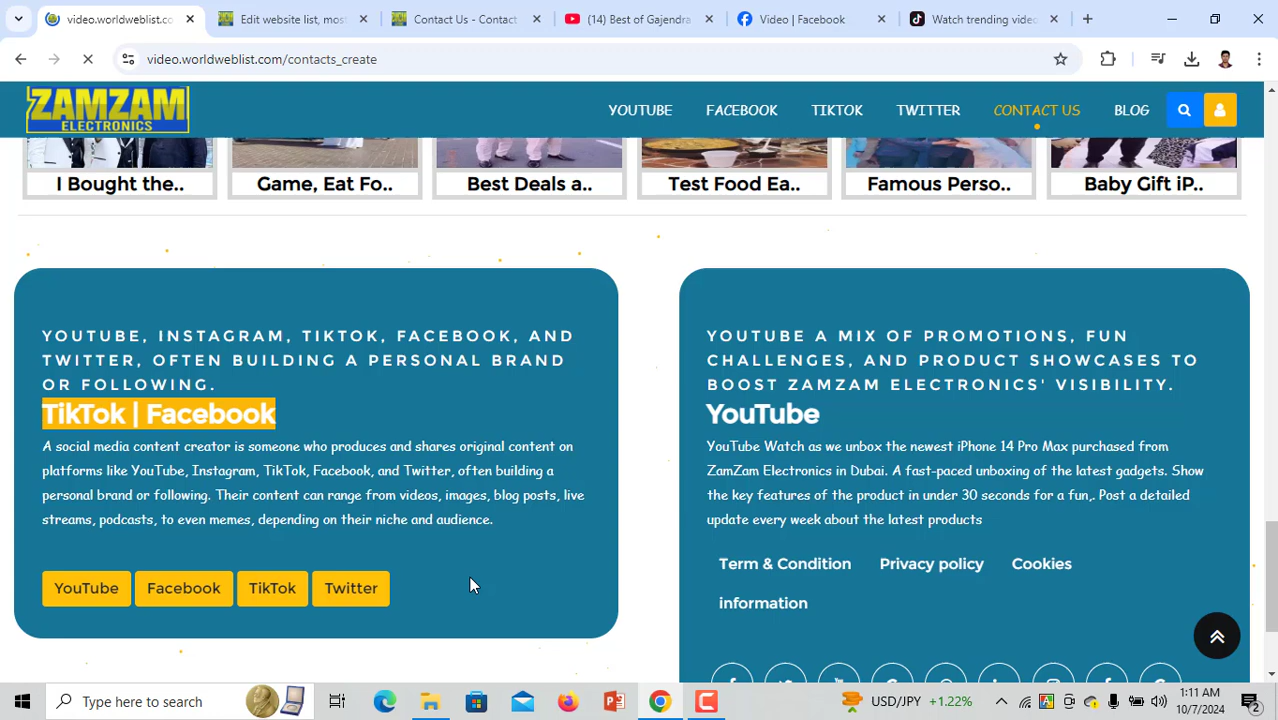 video.worldweblist.co
Edit website list, mos
Contact Us - Contact
(14) Best of Gajendra
Video | Facebook
Watch trending video
video.worldweblist.com/contacts_create
ZAMZAM
ELECTRONICS
YOUTUBE
FACEBOOK
TIKTOK
TWITTER
CONTACT US
BLOG
I Bought the..
Game, Eat Fo..
Best Deals a..
Test Food Ea..
Famous Perso..
Baby Gift iP..
YOUTUBE, INSTAGRAM, TIKTOK, FACEBOOK, AND
TWITTER, OFTEN BUILDING A PERSONAL BRAND
OR FOLLOWING.
TikTok | Facebook
A social media content creator is someone who produces and shares original content on
platforms like YouTube, Instagram, TikTok, Facebook, and Twitter, often building a
personal brand or following. Their content can range from videos, images, blog posts, live
streams, podcasts, to even memes, depending on their niche and audience.
YouTube
Facebook
TikTok
Twitter
YOUTUBE A MIX OF PROMOTIONS, FUN
CHALLENGES, AND PRODUCT SHOWCASES TO
BOOST ZAMZAM ELECTRONICS' VISIBILITY.
YouTube
YouTube Watch as we unbox the newest iPhone 14 Pro Max purchased from
ZamZam Electronics in Dubai. A fast-paced unboxing of the latest gadgets. Show
the key features of the product in under 30 seconds for a fun,. Post a detailed
update every week about the latest products
Term & Condition
Privacy policy
Cookies
information
Type here to search
USD/JPY
+1.22%
1:11 AM
10/7/2024
2